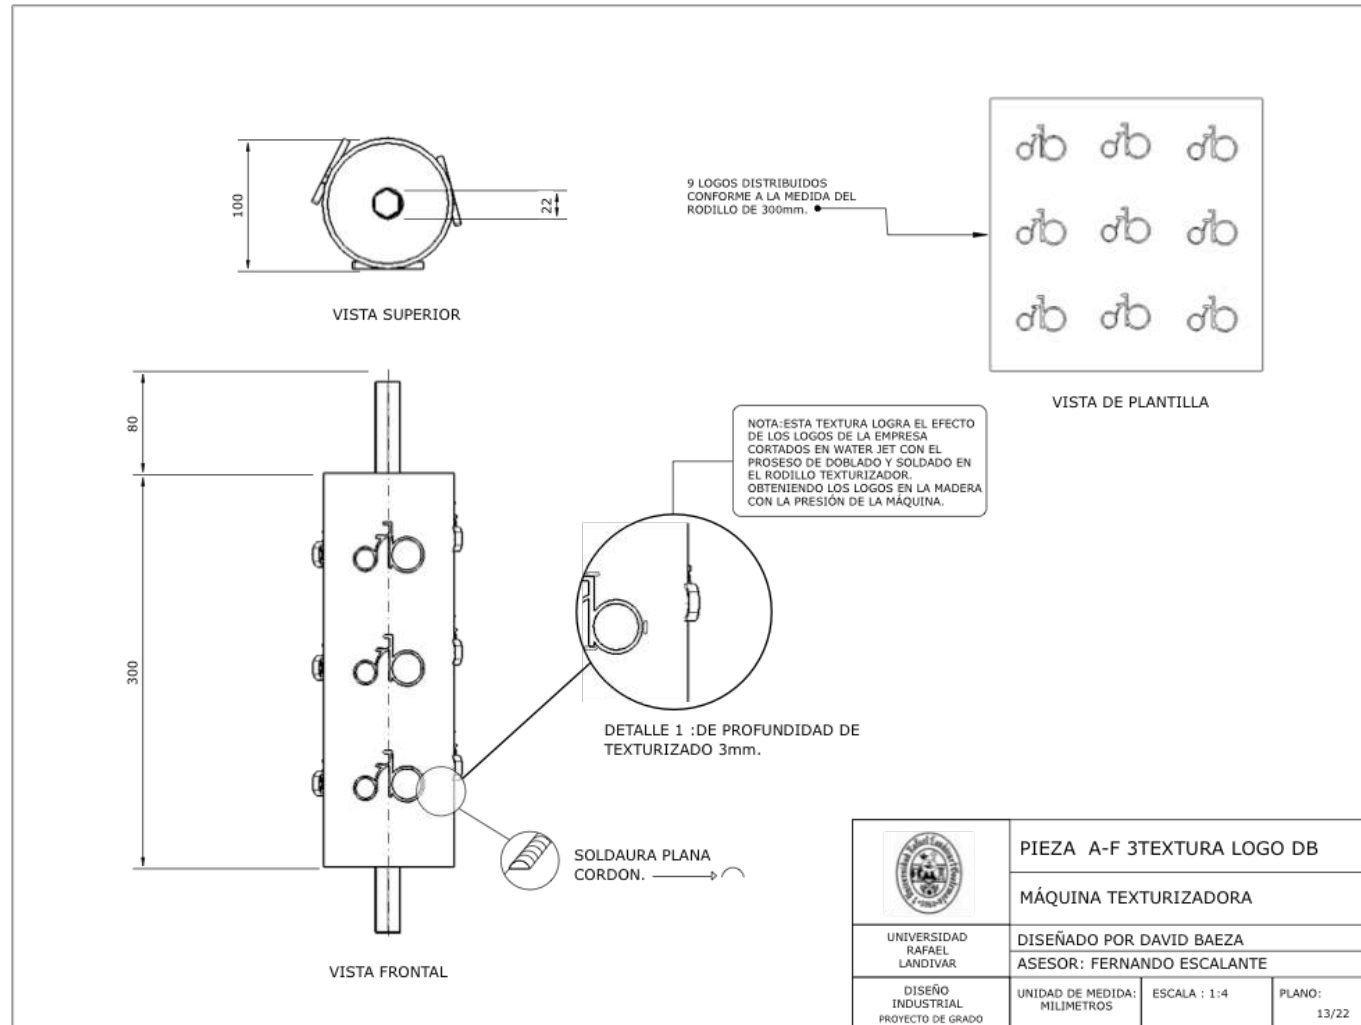 100
22
VISTA SUPERIOR
9 LOGOS DISTRIBUIDOS
CONFORME A LA MEDIDA DEL
RODILLO DE 300mm.
VISTA DE PLANTILLA
80
300
NOTA:ESTA TEXTURA LOGRA EL EFECTO
DE LOS LOGOS DE LA EMPRESA
CORTADOS EN WATER JET CON EL
PROSESO DE DOBLADO Y SOLDADO EN
EL RODILLO TEXTURIZADOR.
OBTENIENDO LOS LOGOS EN LA MADERA
CON LA PRESIÓN DE LA MÁQUINA.
DETALLE 1 :DE PROFUNDIDAD DE
TEXTURIZADO 3mm.
SOLDAURA PLANA
CORDON.
VISTA FRONTAL
PIEZA A-F 3TEXTURA LOGO DB
MÁQUINA TEXTURIZADORA
UNIVERSIDAD
RAFAEL
LANDIVAR
DISEÑADO POR DAVID BAEZA
ASESOR: FERNANDO ESCALANTE
DISEÑO
INDUSTRIAL
PROYECTO DE GRADO
UNIDAD DE MEDIDA:
MILIMETROS
ESCALA : 1:4
PLANO:
13/22